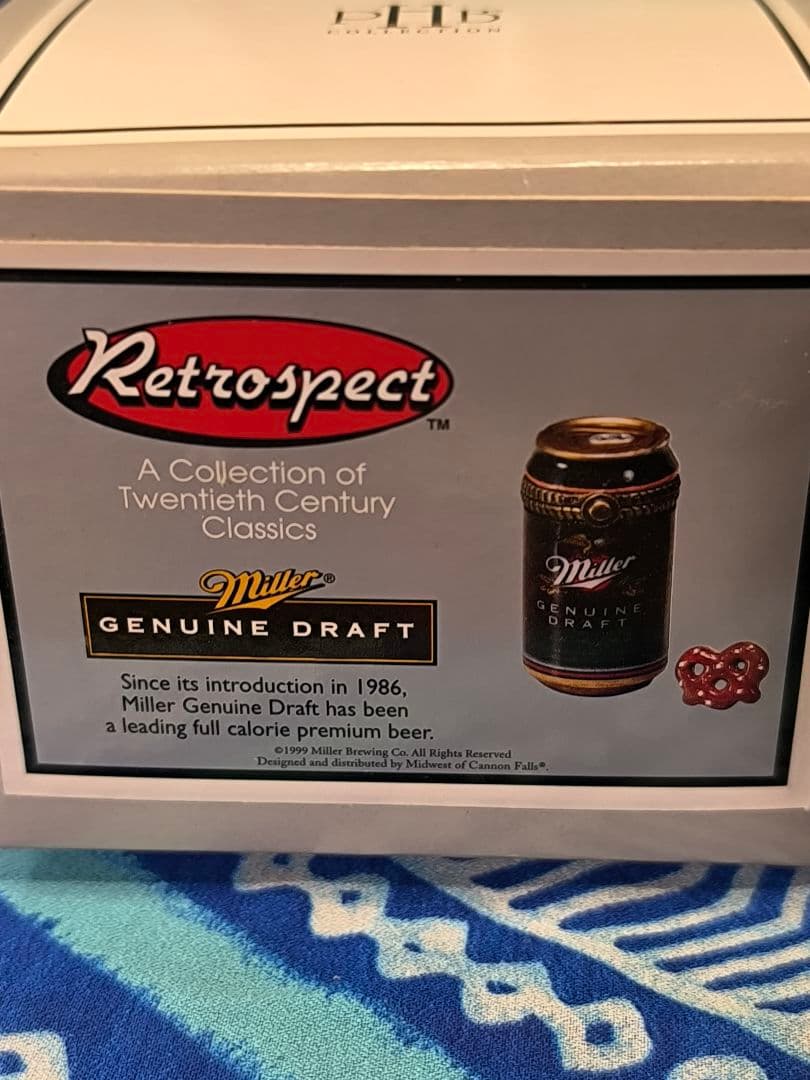 PHB
COLLECTION
Retrospect
TM
A Collection of
Twentieth Century
Classics
Miller®
GENUINE DRAFT
Since its introduction in 1986,
Miller Genuine Draft has been
a leading full calorie premium beer.
©1999 Miller Brewing Co. All Rights Reserved
Designed and distributed by Midwest of Cannon Falls®.
Miller
GENUINE
DRAFT